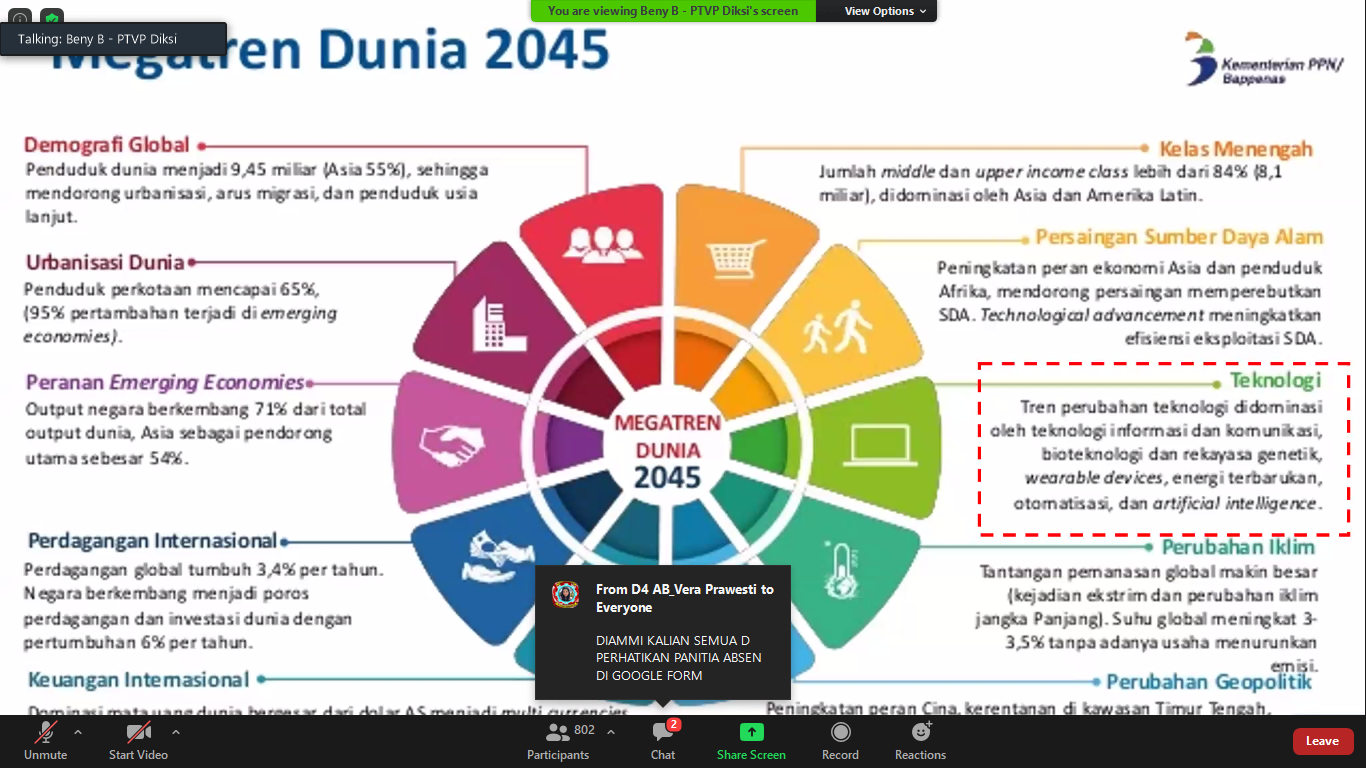 You are viewing Beny B - PTVP Diksi's screen
View Options
Talking: Beny B - PTVP Diksi
Megatren Dunia 2045
Kementerian PPN/
Bappenas
Demografi Global
Penduduk dunia menjadi 9,45 miliar (Asia 55%), sehingga
mendorong urbanisasi, arus migrasi, dan penduduk usia
lanjut.
Urbanisasi Dunia
Penduduk perkotaan mencapai 65%,
(95% pertambahan terjadi di emerging
economies).
Peranan Emerging Economies
Output negara berkembang 71% dari total
output dunia, Asia sebagai pendorong
utama sebesar 54%.
Perdagangan Internasional
Perdagangan global tumbuh 3,4% per tahun.
Negara berkembang menjadi poros
perdagangan dan investasi dunia dengan
pertumbuhan 6% per tahun.
Keuangan Internasional
Dominasi mata uang dunia bergeser dari dolar AS menjadi multi currencies
MEGATREN
DUNIA
2045
Kelas Menengah
Jumlah middle dan upper income class lebih dari 84% (8,1
miliar), didominasi oleh Asia dan Amerika Latin.
Persaingan Sumber Daya Alam
Peningkatan peran ekonomi Asia dan penduduk
Afrika, mendorong persaingan memperebutkan
SDA. Technological advancement meningkatkan
efisiensi eksploitasi SDA.
Teknologi
Tren perubahan teknologi didominasi
oleh teknologi informasi dan komunikasi,
bioteknologi dan rekayasa genetik,
wearable devices, energi terbarukan,
otomatisasi, dan artificial intelligence.
Perubahan Iklim
Tantangan pemanasan global makin besar
(kejadian ekstrim dan perubahan iklim
jangka Panjang). Suhu global meningkat 3-
3,5% tanpa adanya usaha menurunkan
emisi.
Perubahan Geopolitik
Peningkatan peran Cina, kerentanan di kawasan Timur Tengah,
From D4 AB_Vera Prawesti to
Everyone
DIAMMI KALIAN SEMUA D
PERHATIKAN PANITIA ABSEN
DI GOOGLE FORM
Unmute
Start Video
Participants
802
Chat
2
Share Screen
Record
Reactions
Leave